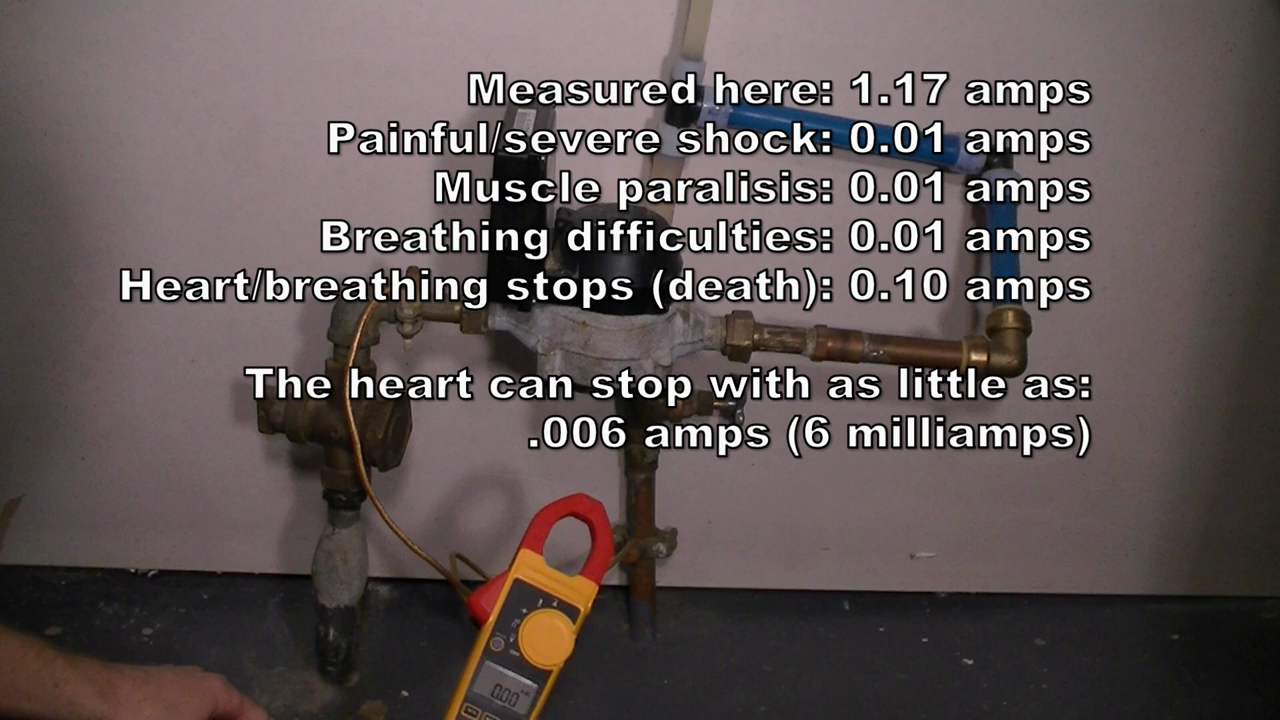 Measured here: 1.17 amps
Painful/severe shock: 0.01 amps
Muscle paralisis: 0.01 amps
Breathing difficulties: 0.01 amps
Heart/breathing stops (death): 0.10 amps
The heart can stop with as little as:
.006 amps (6 milliamps)
0.00